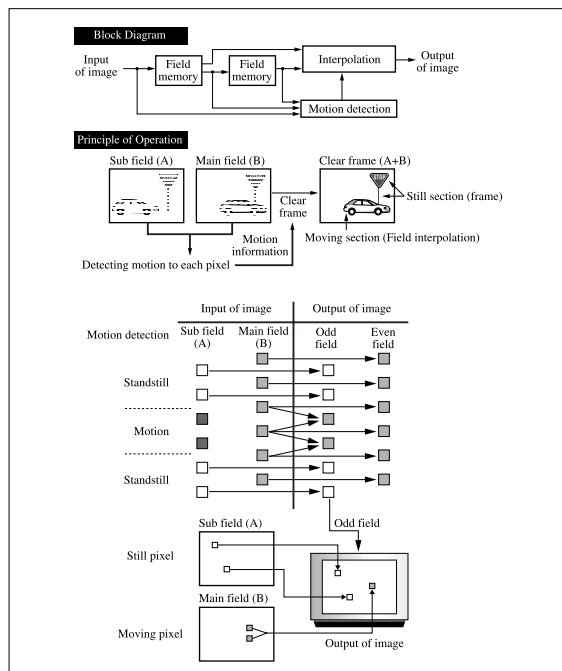 Block Diagram
Input
of image
Field
memory
Field
memory
Interpolation
Output
of image
Motion detection
Principle of Operation
Sub field (A)
Main field (B)
Clear frame (A+B)
STOP
Clear
frame
Still section (frame)
Motion
information
Moving section (Field interpolation)
Detecting motion to each pixel
Input of image
Output of image
Motion detection
Sub field
(A)
Main field
(B)
Odd
field
Even
field
Standstill
Motion
Standstill
Sub field (A)
Odd field
Still pixel
Main field (B)
Moving pixel
Output of image